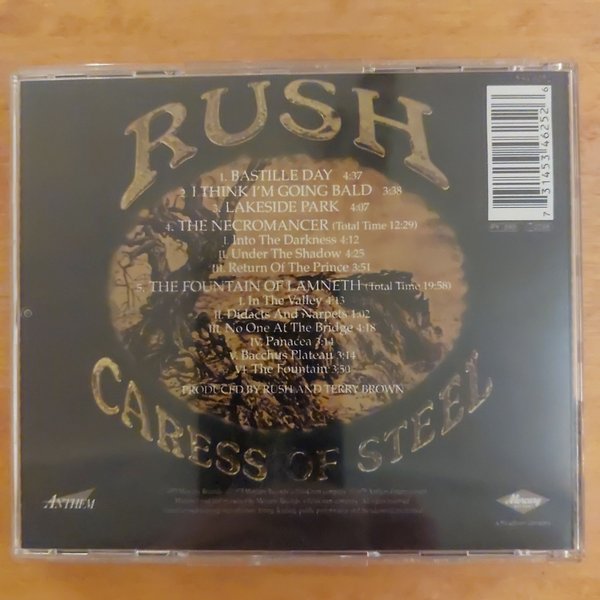 RUSH
1. BASTILLE DAY 4:37
2. I THINK I'M GOING BALD 3:38
3. LAKESIDE PARK 4:07
4. THE NECROMANCER (Total Time 12:29)
I. Into The Darkness 4:12
II. Under The Shadow 4:25
III. Return Of The Prince 3:51
5. THE FOUNTAIN OF LAMNETH (Total Time 19:58)
I. In The Valley 4:13
II. Didacts And Narpets 1:02
III. No One At The Bridge 4:18
IV. Panacea 3:14
V. Bacchus Plateau 3:14
VI. The Fountain 3:50
PRODUCED BY RUSH AND TERRY BROWN
CARESS OF STEEL
7 31453 46252 6
ANTHEM
Mercury